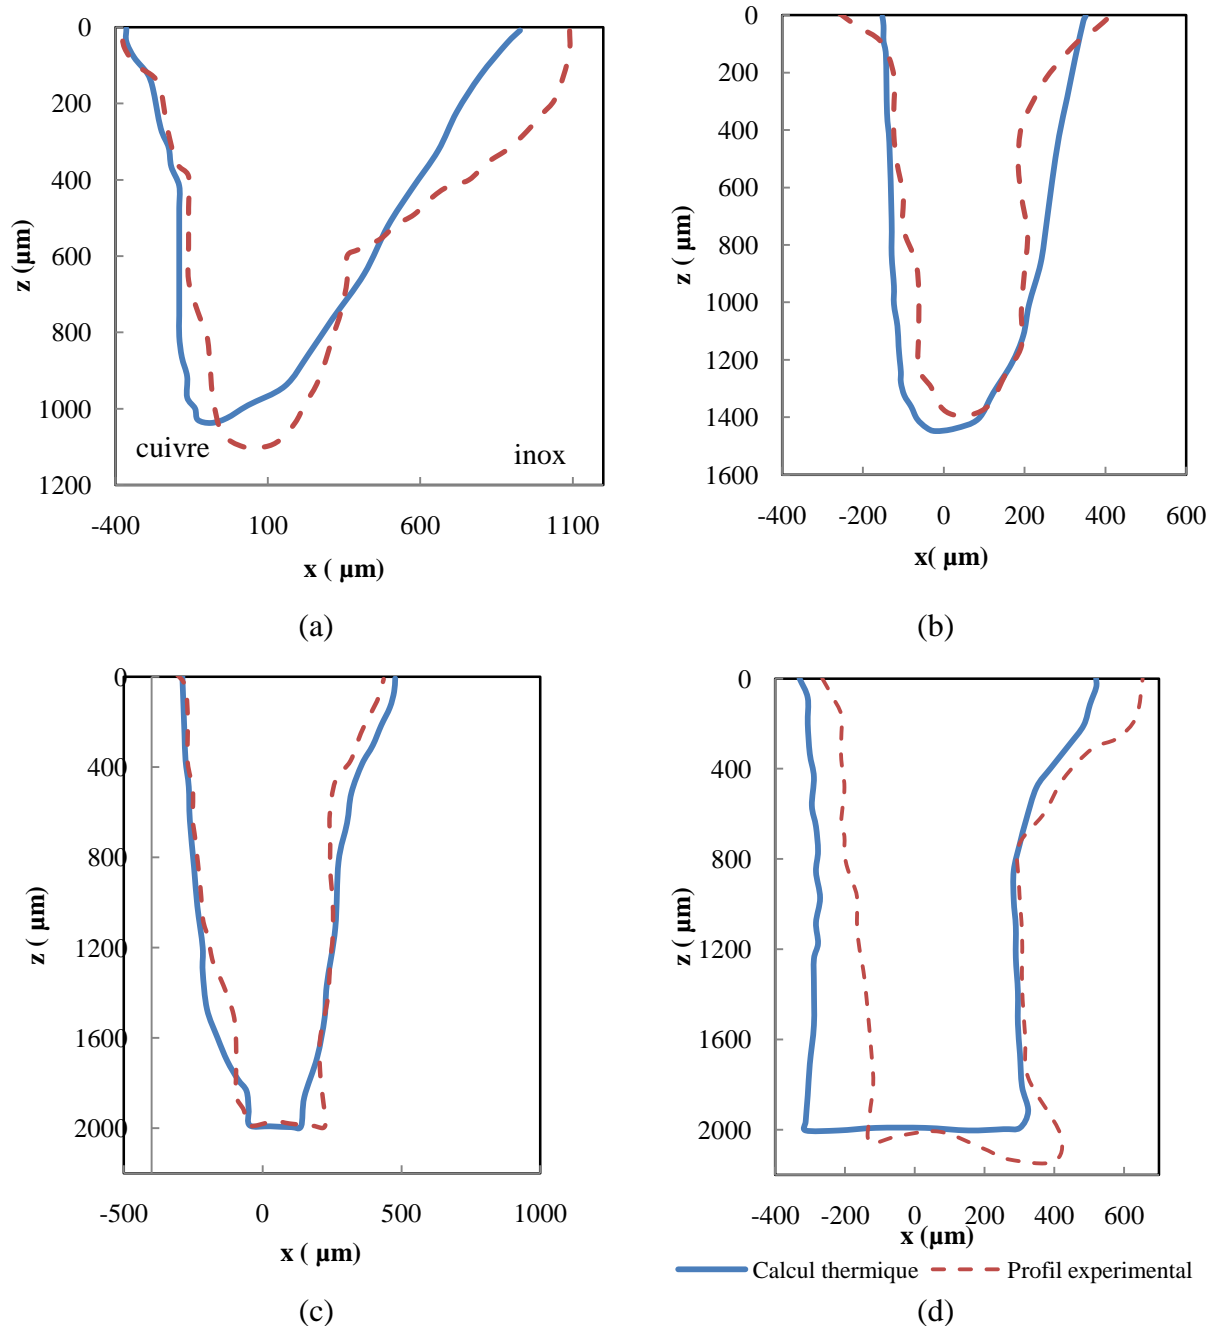 0
200
400
600
800
1000
1200
z (µm)
cuivre
inox
-400 100 600 1100
x ( µm)
(a)
0
200
400
600
800
1000
1200
1400
1600
z ( µm)
-400 -200 0 200 400 600
x( µm)
(b)
0
400
800
1200
1600
2000
z ( µm)
-500 0 500 1000
x ( µm)
(c)
0
400
800
1200
1600
2000
z ( µm)
-400 -200 0 200 400 600
x (µm)
Calcul thermique Profil experimental
(d)